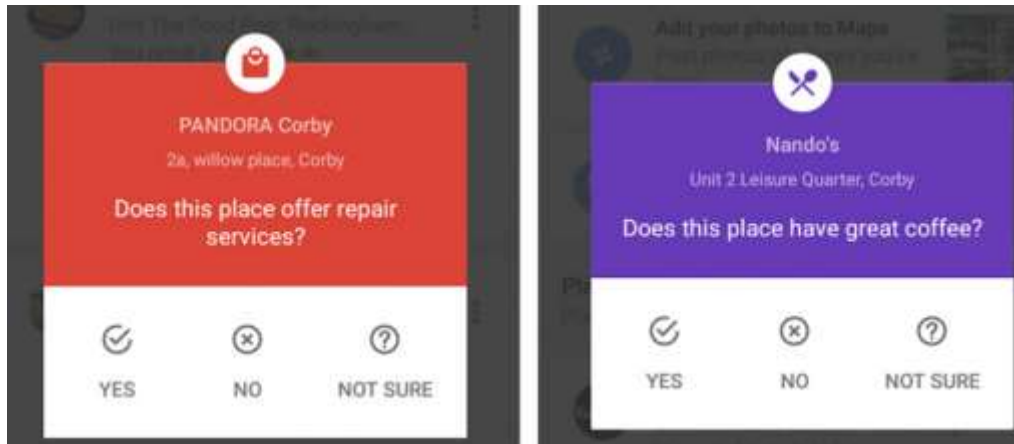 PANDORA Corby
2a, willow place, Corby
Does this place offer repair
services?
YES
NO
NOT SURE
Add your photos to Maps
Nando's
Unit 2 Leisure Quarter, Corby
Does this place have great coffee?
YES
NO
NOT SURE